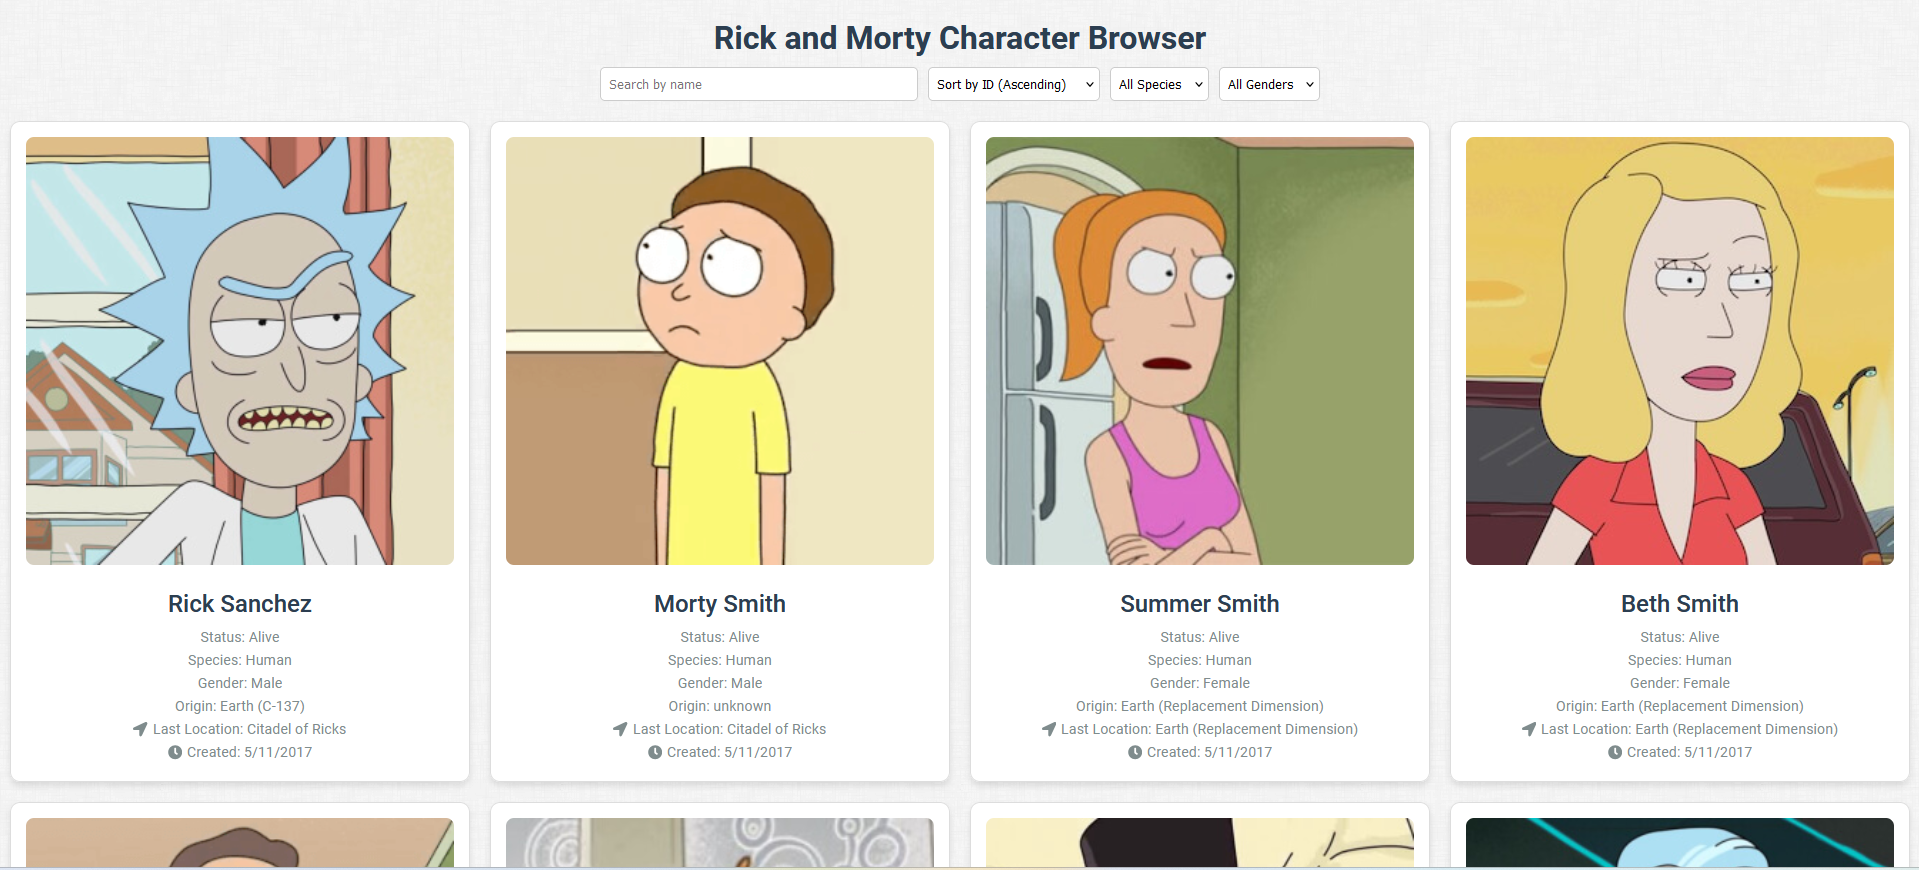 Rick and Morty Character Browser
Search by name
Sort by ID (Ascending)
All Species
All Genders
Rick Sanchez
Status: Alive
Species: Human
Gender: Male
Origin: Earth (C-137)
Last Location: Citadel of Ricks
Created: 5/11/2017
Morty Smith
Status: Alive
Species: Human
Gender: Male
Origin: unknown
Last Location: Citadel of Ricks
Created: 5/11/2017
Summer Smith
Status: Alive
Species: Human
Gender: Female
Origin: Earth (Replacement Dimension)
Last Location: Earth (Replacement Dimension)
Created: 5/11/2017
Beth Smith
Status: Alive
Species: Human
Gender: Female
Origin: Earth (Replacement Dimension)
Last Location: Earth (Replacement Dimension)
Created: 5/11/2017